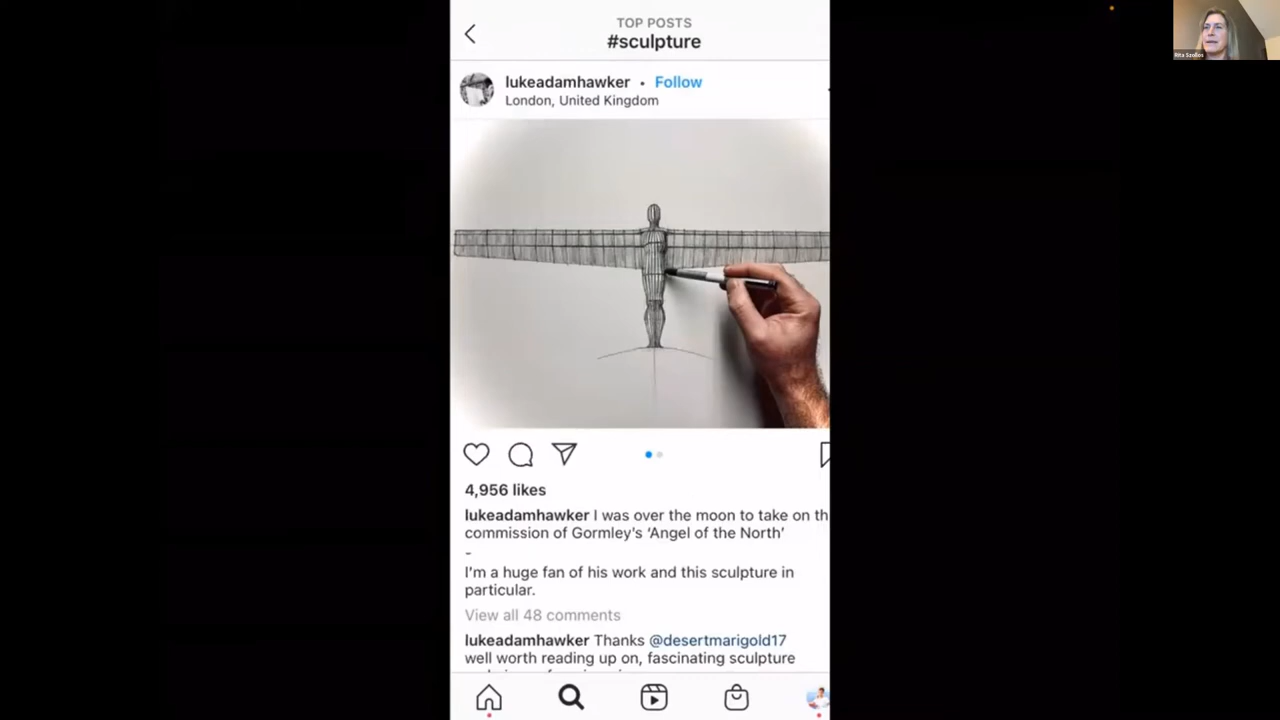 TOP POSTS
#sculpture
lukeadamhawker • Follow
London, United Kingdom
4,956 likes
lukeadamhawker I was over the moon to take on th
commission of Gormley's 'Angel of the North'
-
I'm a huge fan of his work and this sculpture in
particular.
View all 48 comments
lukeadamhawker Thanks @desertmarigold17
well worth reading up on, fascinating sculpture
Rita Szollos